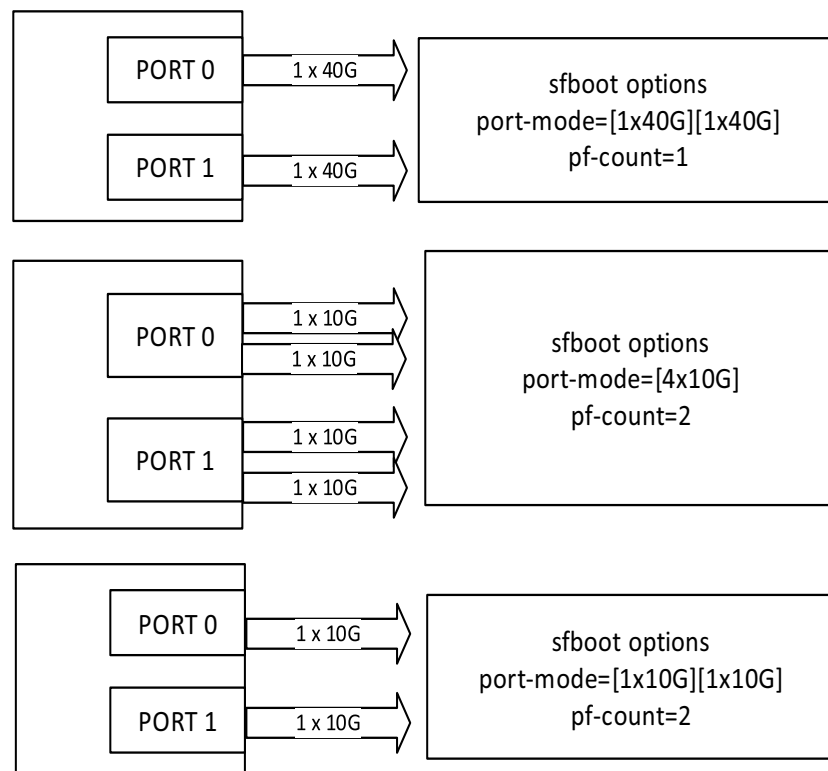 PORT 0
1 x 40G
PORT 1
1 x 40G
sfboot options
port-mode=[1x40G][1x40G]
pf-count=1
PORT 0
1 x 10G
1 x 10G
PORT 1
1 x 10G
1 x 10G
sfboot options
port-mode=[4x10G]
pf-count=2
PORT 0
1 x 10G
PORT 1
1 x 10G
sfboot options
port-mode=[1x10G][1x10G]
pf-count=2